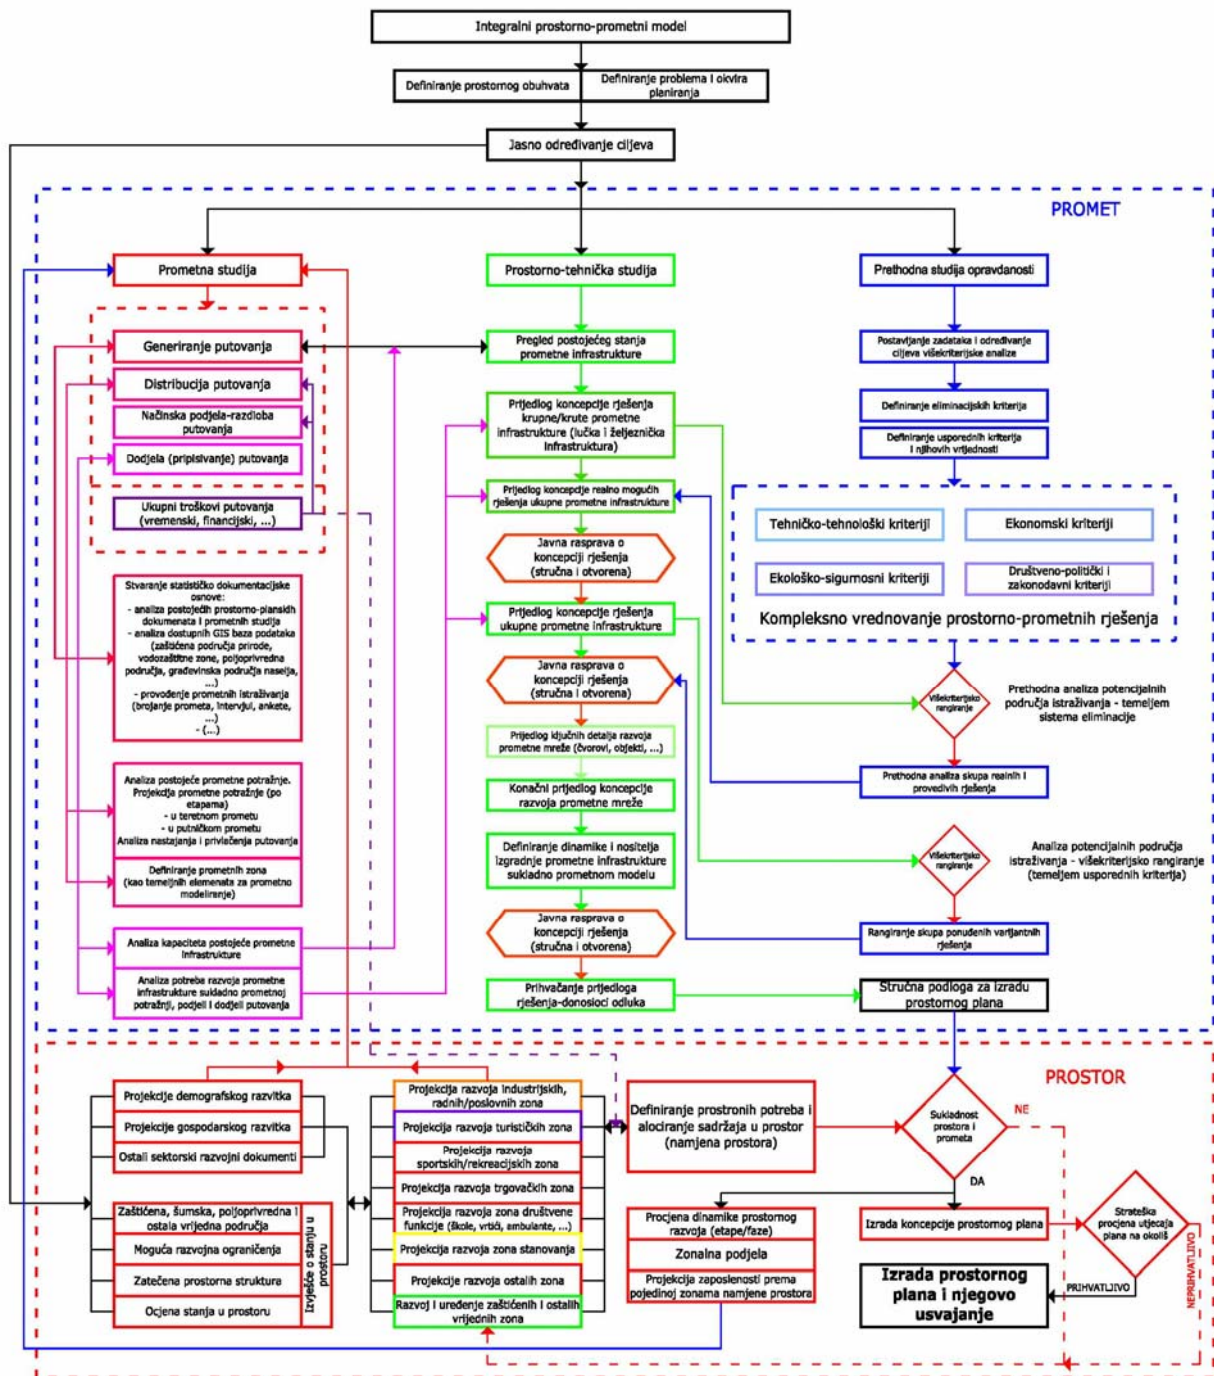 Integralni prostorno-prometni model
Definiranje prostornog obuhvata
Definiranje problema i okvira
planiranja
Jasno određivanje ciljeva
PROMET
Prometna studija
Generiranje putovanja
Distribucija putovanja
Načinska podjela-razdioba
putovanja
Dodjela (pripisivanje) putovanja
Ukupni troškovi putovanja
(vremenski, financijski, ...)
Stvaranje statističko dokumentacijske
osnove:
- analiza postojećih prostorno-planskih
dokumenata i prometnih studija
- analiza dostupnih GIS baza podataka
(zaštićena područja prirode,
vodozaštitne zone, poljoprivredna
područja, građevinska područja naselja,
...)
- provođenje prometnih istraživanja
(brojanje prometa, intervjui, ankete,
...)
- (...)
Analiza postojeće prometne potražnje.
Projekcija prometne potražnje (po
etapama)
- u teretnom prometu
- u putničkom prometu
Analiza nastajanja i privlačenja putovanja
Definiranje prometnih zona
(kao temeljnih elemenata za prometno
modeliranje)
Analiza kapaciteta postojeće prometne
infrastrukture
Analiza potreba razvoja prometne
infrastrukture sukladno prometnoj
potražnji, podjeli i dodjeli putovanja
Prostorno-tehnička studija
Pregled postojećeg stanja
prometne infrastrukture
Prijedlog koncepcije rješenja
krupne/krute prometne
infrastrukture (lučka i željeznička
infrastruktura)
Prijedlog koncepcije realno mogućih
rješenja ukupne prometne infrastrukture
Javna rasprava o
koncepciji rješenja
(stručna i otvorena)
Prijedlog koncepcije rješenja
ukupne prometne infrastrukture
Javna rasprava o
koncepciji rješenja
(stručna i otvorena)
Prijedlog ključnih detalja razvoja
prometne mreže (čvorovi, objekti, ...)
Konačni prijedlog koncepcije
razvoja prometne mreže
Definiranje dinamike i nositelja
izgradnje prometne infrastrukture
sukladno prometnom modelu
Javna rasprava o
koncepciji rješenja
(stručna i otvorena)
Prihvaćanje prijedloga
rješenja-donosioci odluka
Prethodna studija opravdanosti
Postavljanje zadataka i određivanje
ciljeva višekriterijske analize
Definiranje eliminacijskih kriterija
Definiranje usporednih kriterija
i njihovih vrijednosti
Tehničko-tehnološki kriteriji
Ekonomski kriteriji
Ekološko-sigurnosni kriteriji
Društveno-politički i
zakonodavni kriteriji
Kompleksno vrednovanje prostorno-prometnih rješenja
Višekriterijsko
rangiranje
Prethodna analiza potencijalnih
područja istraživanja - temeljem
sistema eliminacije
Prethodna analiza skupa realnih i
provedivih rješenja
Višekriterijsko
rangiranje
Analiza potencijalnih područja
istraživanja - višekriterijsko rangiranje
(temeljem usporednih kriterija)
Rangiranje skupa ponuđenih varijantnih
rješenja
Stručna podloga za izradu
prostornog plana
PROSTOR
Projekcije demografskog razvitka
Projekcije gospodarskog razvitka
Ostali sektorski razvojni dokumenti
Zaštićena, šumska, poljoprivredna i
ostala vrijedna područja
Moguća razvojna ograničenja
Zatečena prostorna struktura
Ocjena stanja u prostoru
Izvješće o stanju u
prostoru
Projekcija razvoja industrijskih,
radnih/poslovnih zona
Projekcija razvoja turističkih zona
Projekcija razvoja
sportskih/rekreacijskih zona
Projekcija razvoja trgovačkih zona
Projekcija razvoja zona društvene
funkcije (škole, vrtići, ambulante, ...)
Projekcija razvoja zona stanovanja
Projekcije razvoja ostalih zona
Razvoj i uređenje zaštićenih i ostalih
vrijednih zona
Definiranje prostronih potreba i
alociranje sadržaja u prostor
(namjena prostora)
Sukladnost
prostora i
prometa
NE
DA
Procjena dinamike prostornog
razvoja (etape/faze)
Zonalna podjela
Projekcija zaposlenosti prema
pojedinoj zonama namjene prostora
Izrada koncepcije prostornog plana
Strateška
procjena utjecaja
plana na okoliš
PRIHVATLJIVO
NEPRIHVATLJIVO
Izrada prostornog
plana i njegovo
usvajanje